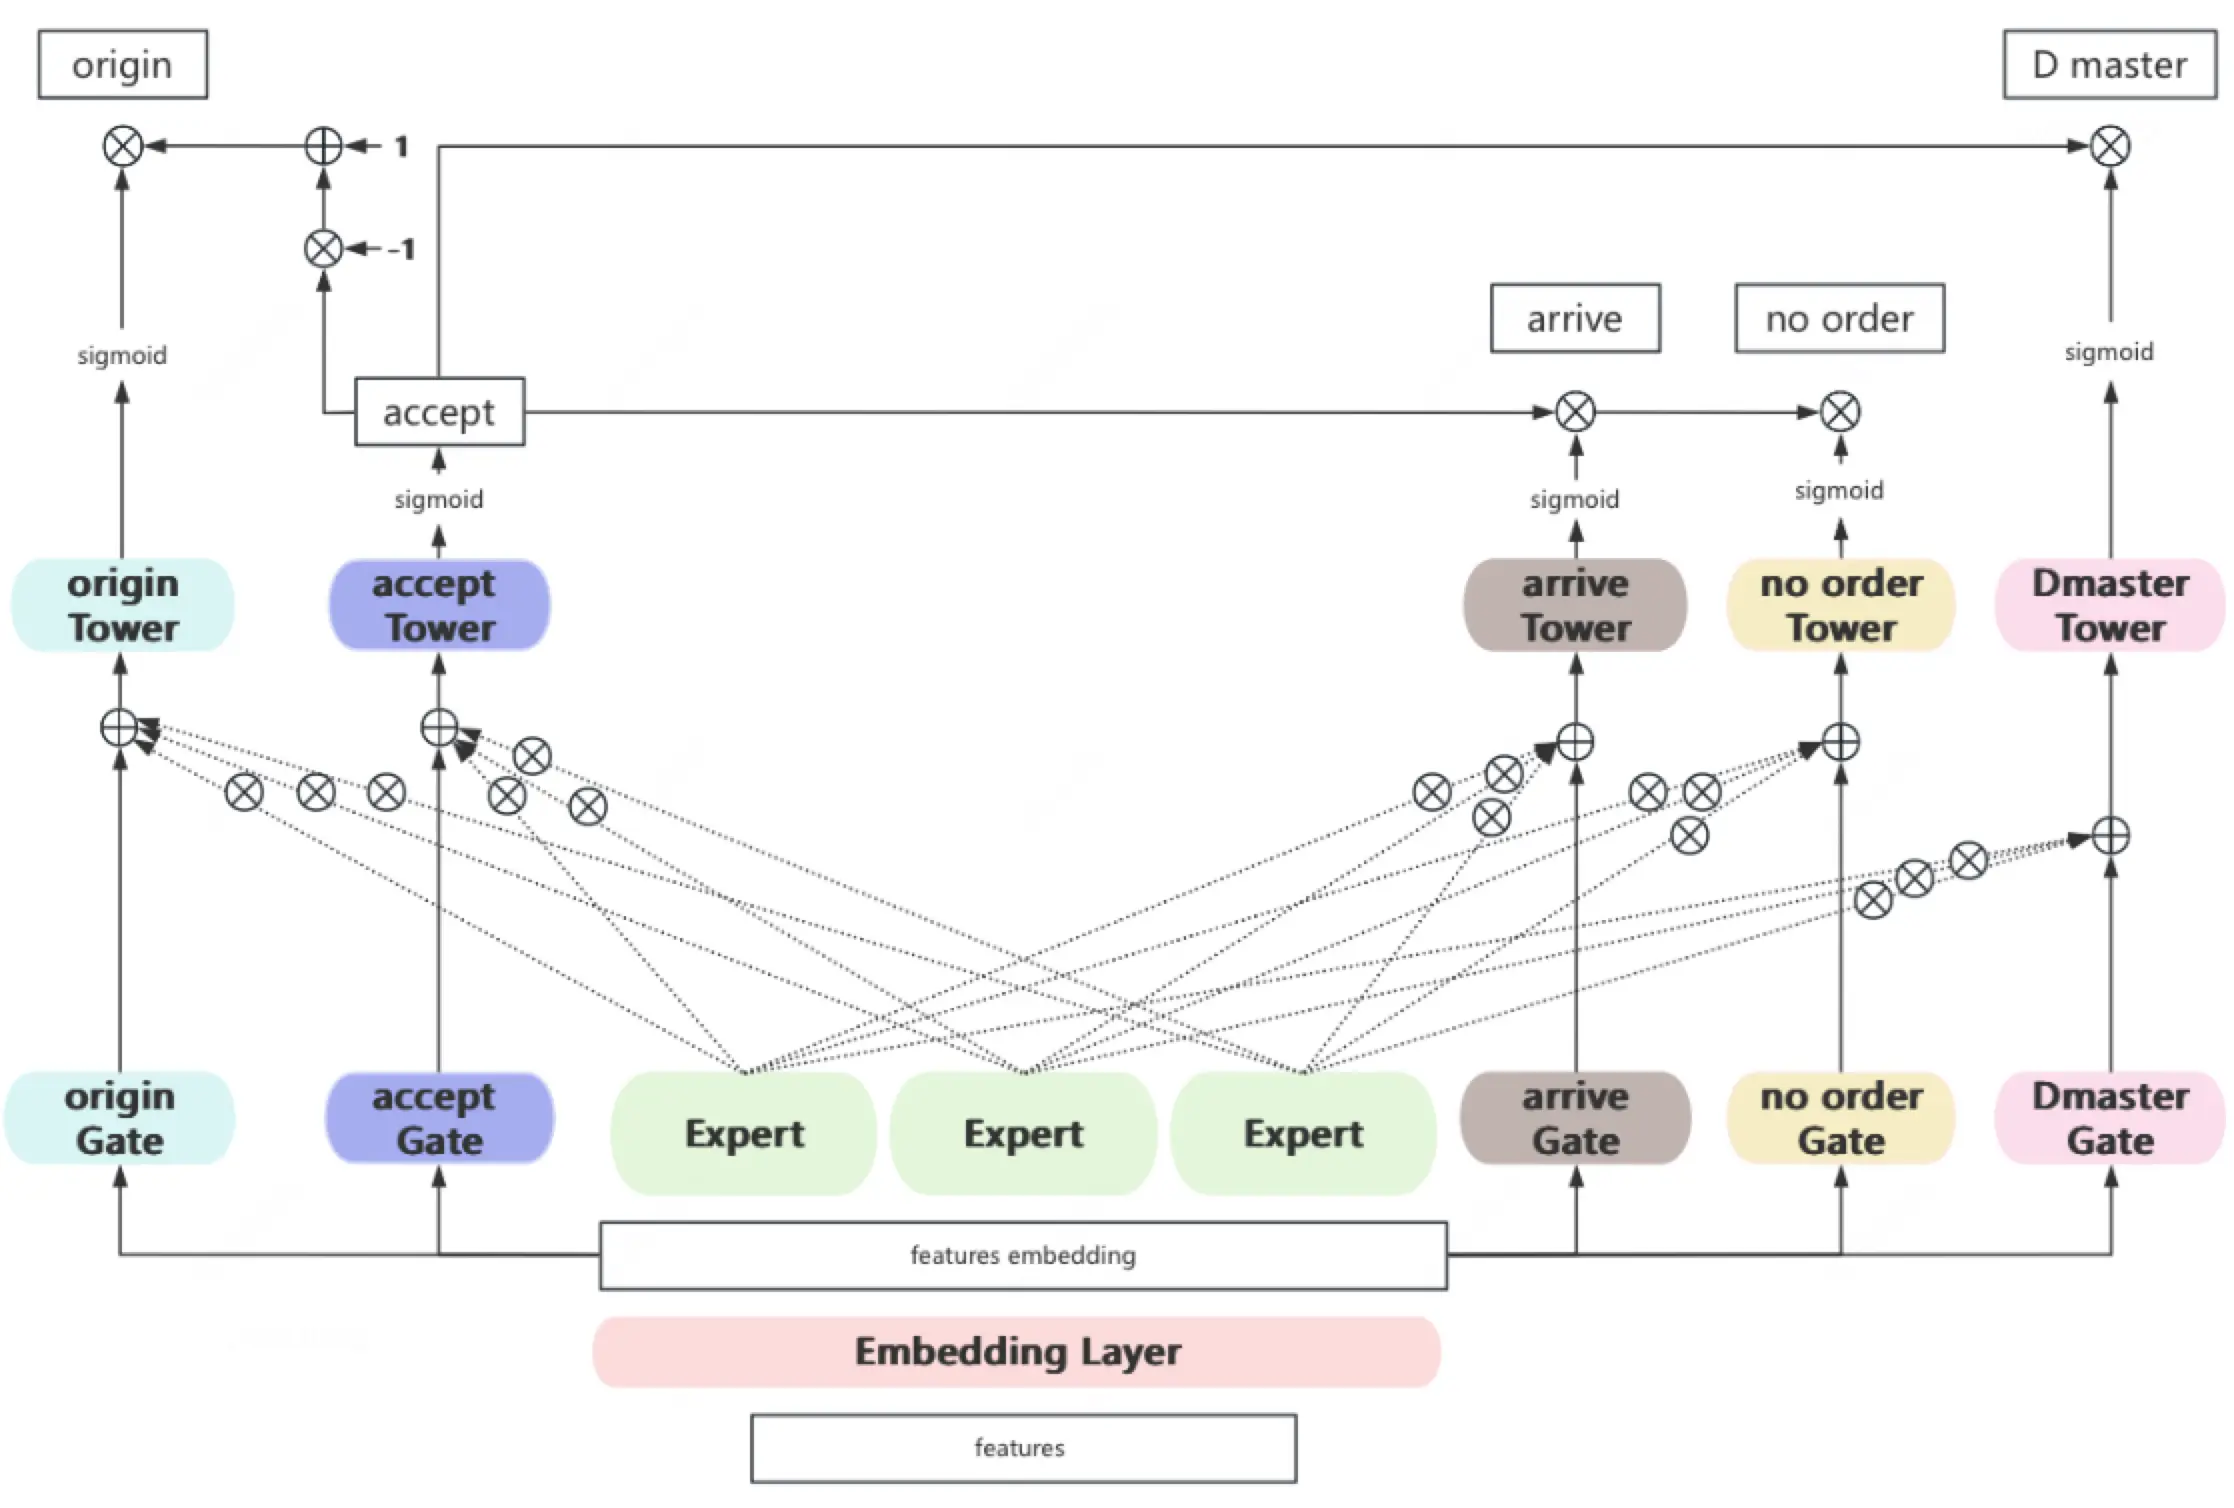 origin
D master
1
-1
arrive
no order
sigmoid
sigmoid
accept
sigmoid
sigmoid
sigmoid
origin
Tower
accept
Tower
arrive
Tower
no order
Tower
Dmaster
Tower
origin
Gate
accept
Gate
Expert
Expert
Expert
arrive
Gate
no order
Gate
Dmaster
Gate
features embedding
Embedding Layer
features